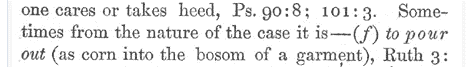 one cares or takes heed, Ps. 90:8; 101:3. Some-
times from the nature of the case it is—(f) to pour
out (as corn into the bosom of a garment), Ruth 3: